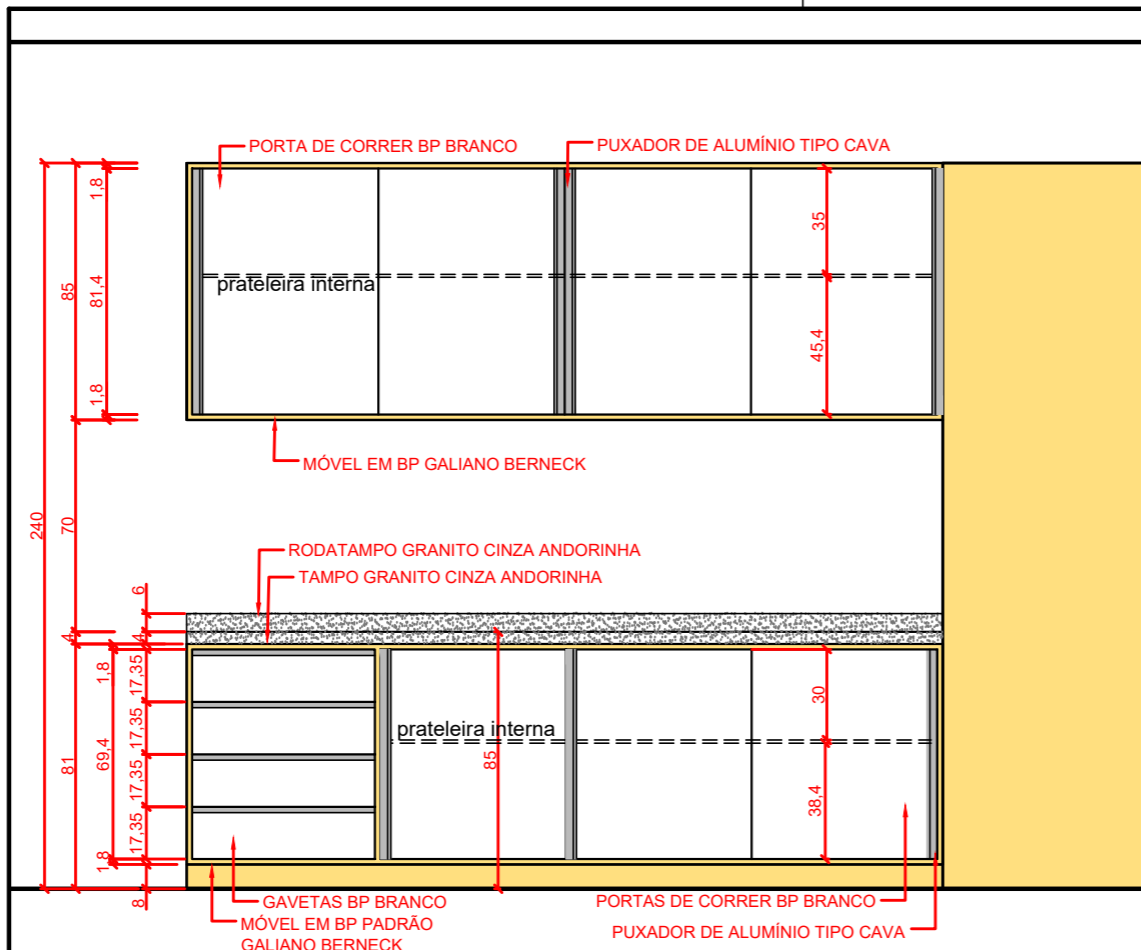 PORTA DE CORRER BP BRANCO
PUXADOR DE ALUMÍNIO TIPO CAVA
1,8
35
85
81,4
prateleira interna
45,4
1,8
MÓVEL EM BP GALIANO BERNECK
240
70
RODATAMPO GRANITO CINZA ANDORINHA
TAMPO GRANITO CINZA ANDORINHA
6
4
4
1,8
17,35
30
17,35
prateleira interna
69,4
85
81
17,35
38,4
17,35
1,8
8
GAVETAS BP BRANCO
PORTAS DE CORRER BP BRANCO
MÓVEL EM BP PADRÃO
GALIANO BERNECK
PUXADOR DE ALUMÍNIO TIPO CAVA